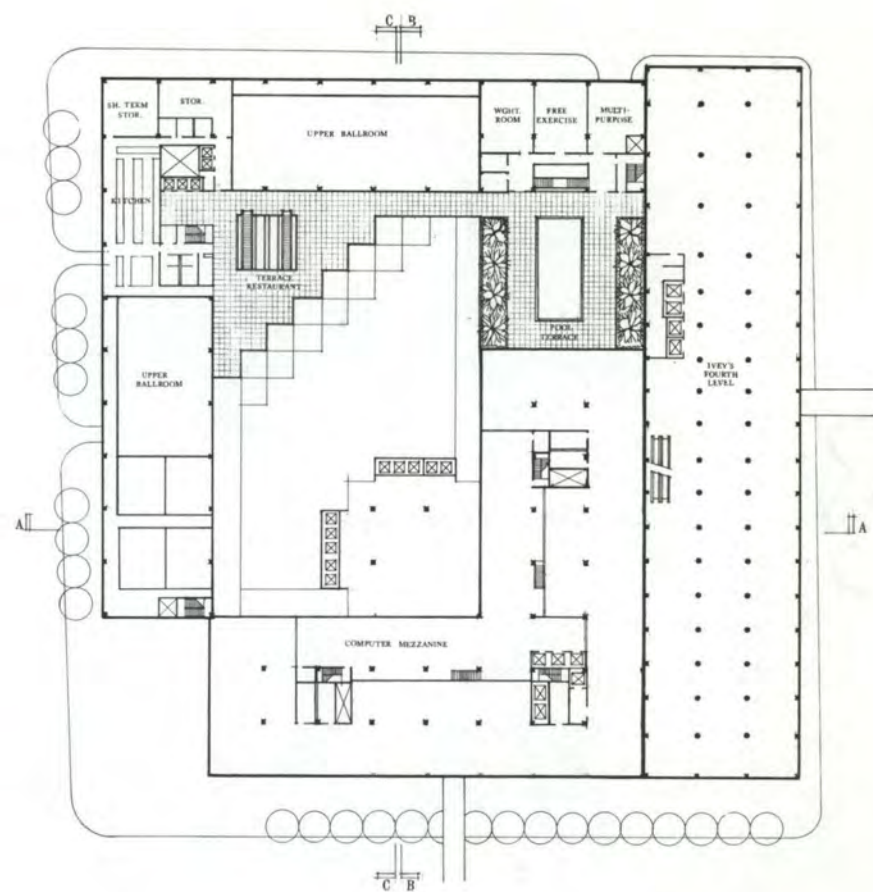 C B
SH. TERM
STOR.
STOR.
UPPER BALLROOM
WGHT.
ROOM
FREE
EXERCISE
MULTI-
PURPOSE
KITCHEN
TERRACE
RESTAURANT
POOL
TERRACE
UPPER
BALLROOM
IVEY'S
FOURTH
LEVEL
A
A
COMPUTER MEZZANINE
C B